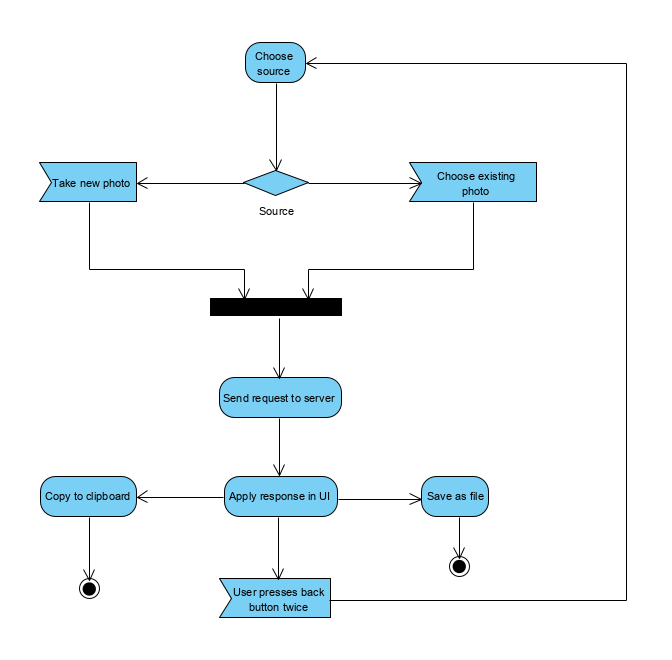 Choose
source
Take new photo
Choose existing
photo
Source
Send request to server
Copy to clipboard
Apply response in UI
Save as file
User presses back
button twice